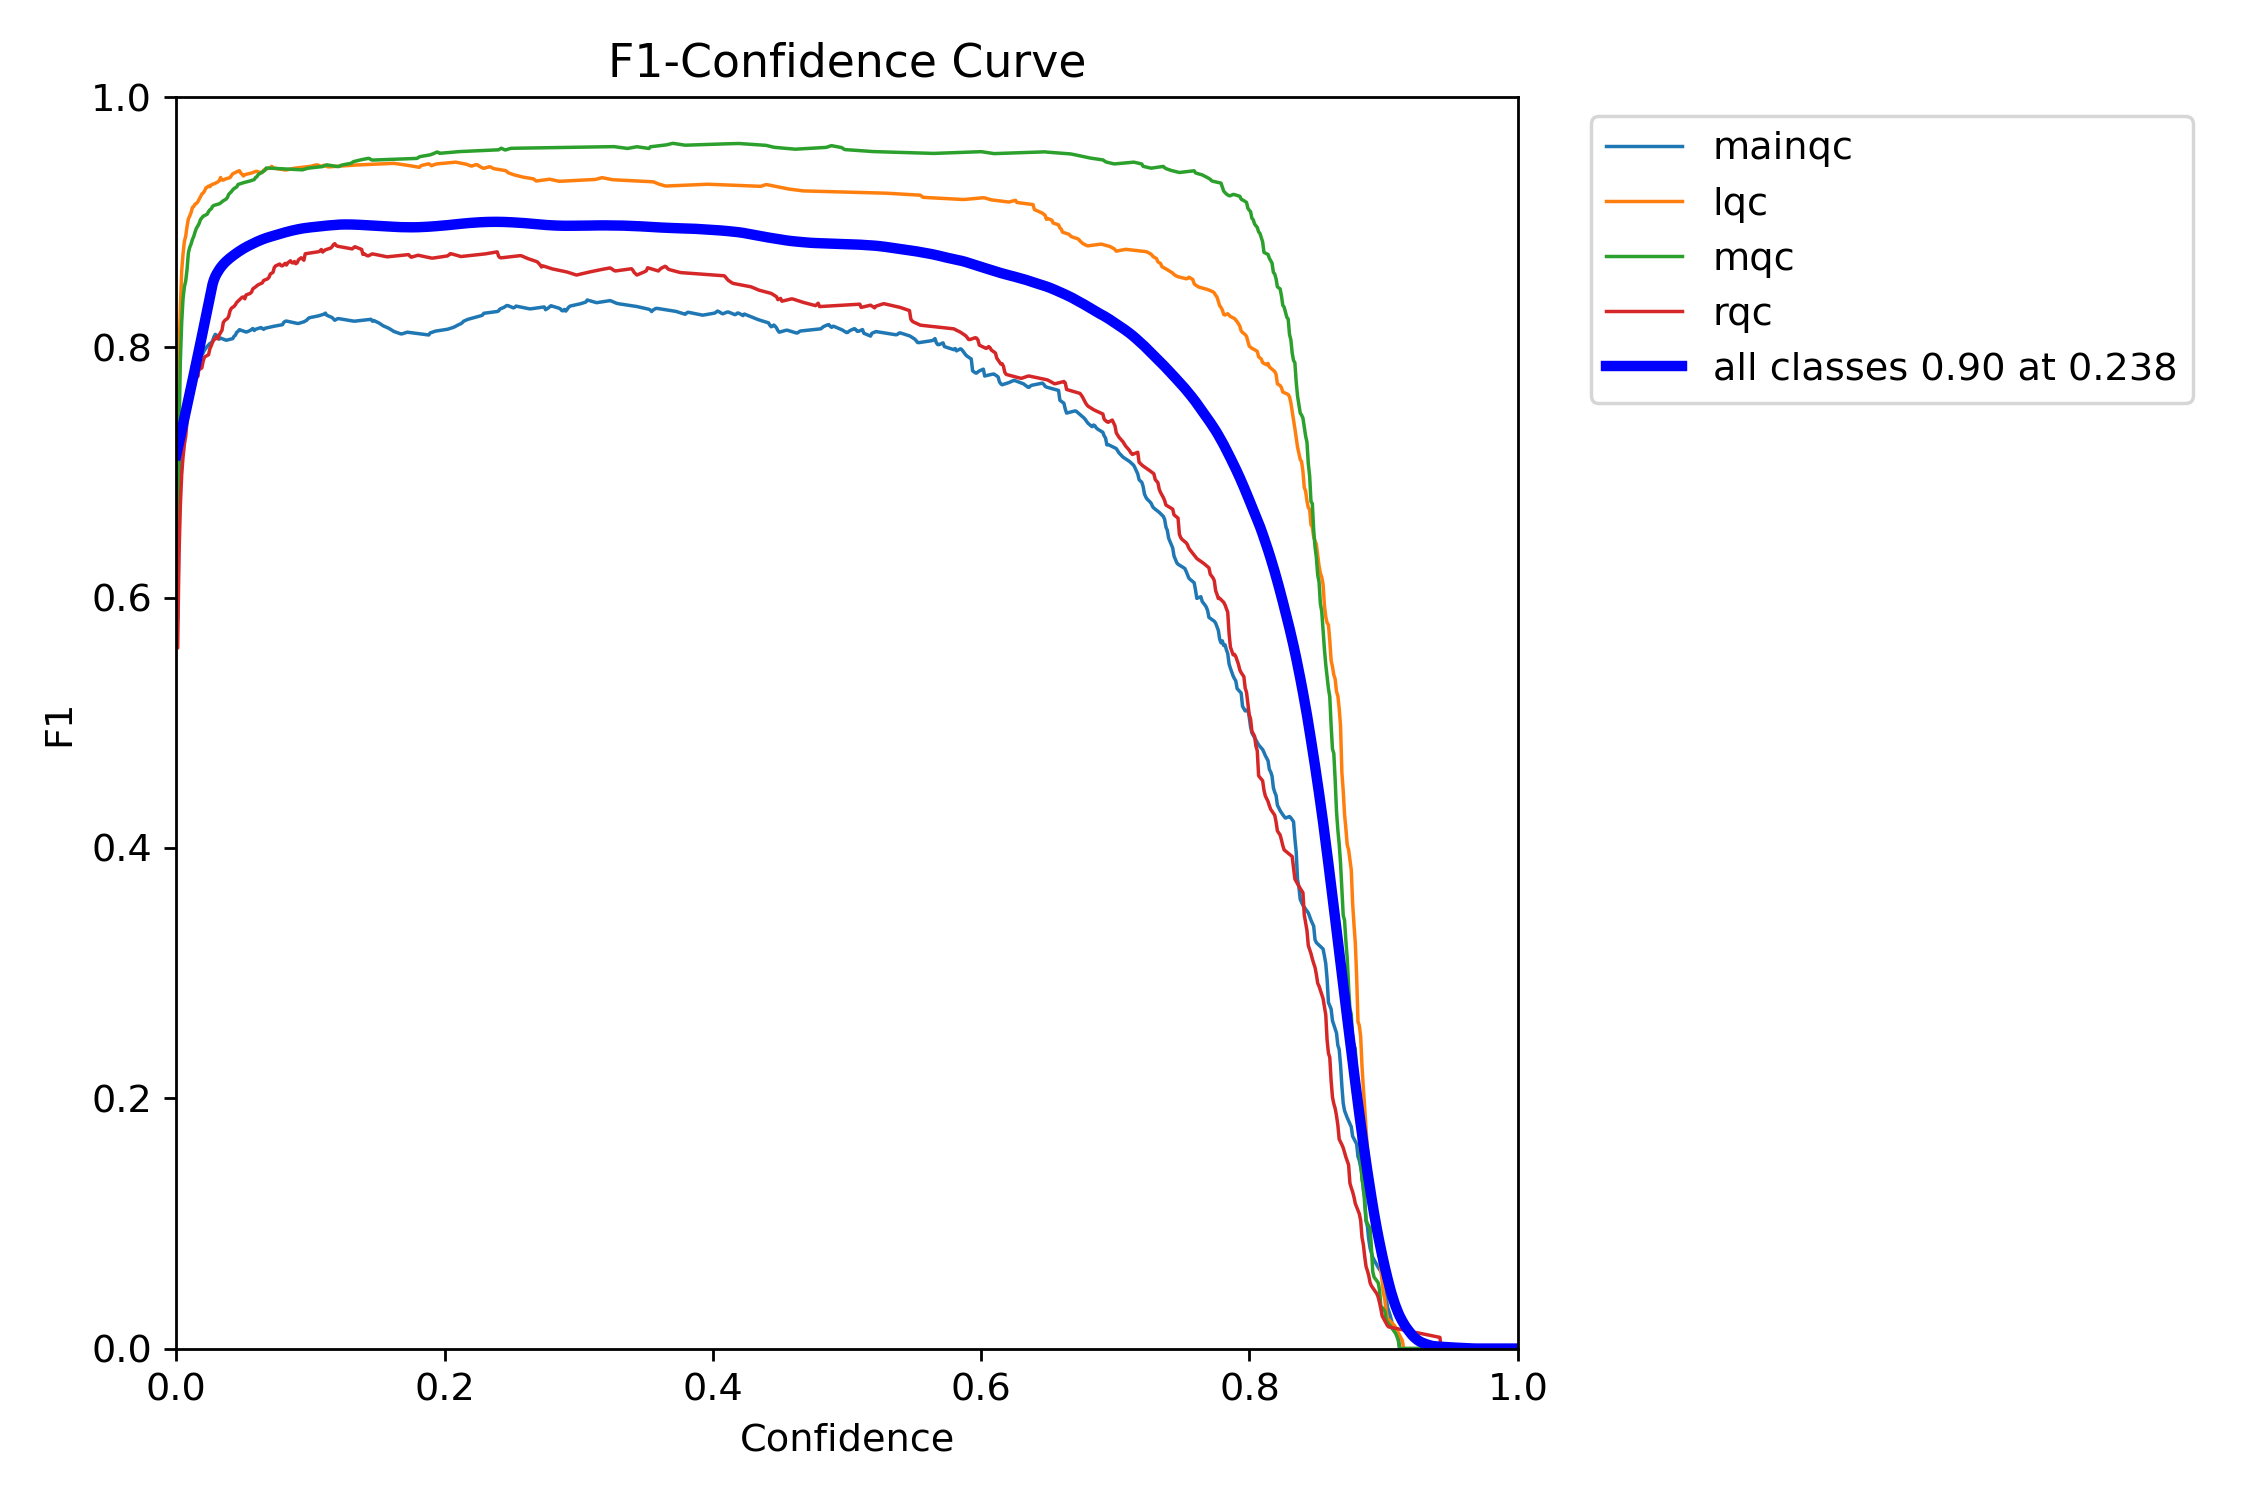 F1-Confidence Curve
1.0
0.8
0.6
0.4
0.2
0.0
F1
0.0 0.2 0.4 0.6 0.8 1.0
Confidence
mainqc
lqc
mqc
rqc
all classes 0.90 at 0.238